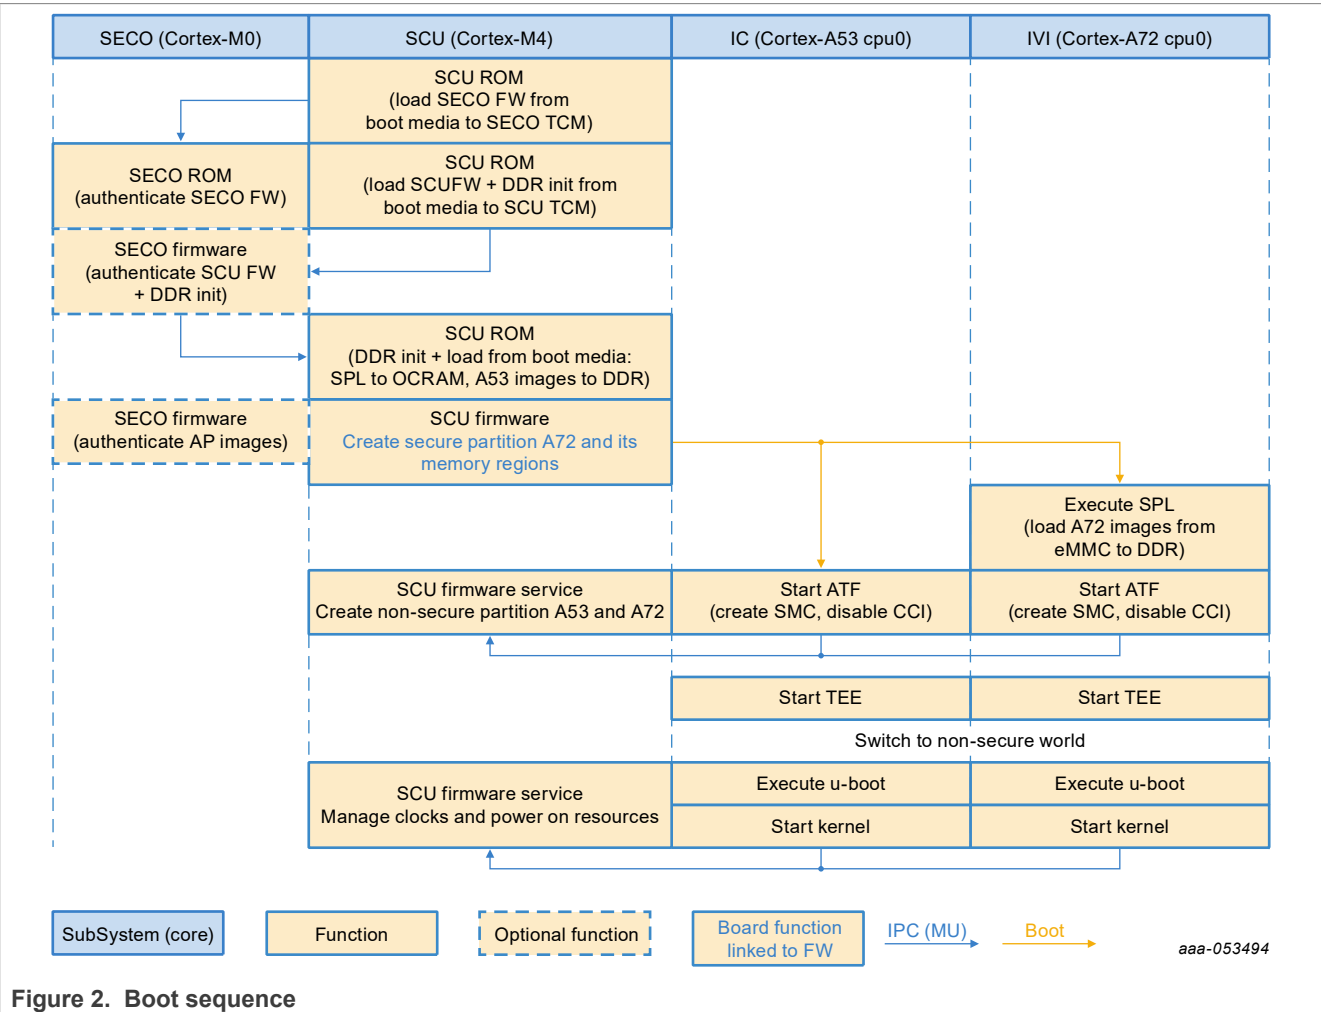 SECO (Cortex-M0)
SCU (Cortex-M4)
IC (Cortex-A53 cpu0)
IVI (Cortex-A72 cpu0)
SCU ROM
(load SECO FW from
boot media to SECO TCM)
SECO ROM
(authenticate SECO FW)
SCU ROM
(load SCUFW + DDR init from
boot media to SCU TCM)
SECO firmware
(authenticate SCU FW
+ DDR init)
SCU ROM
(DDR init + load from boot media:
SPL to OCRAM, A53 images to DDR)
SECO firmware
(authenticate AP images)
SCU firmware
Create secure partition A72 and its
memory regions
Execute SPL
(load A72 images from
eMMC to DDR)
SCU firmware service
Create non-secure partition A53 and A72
Start ATF
(create SMC, disable CCI)
Start ATF
(create SMC, disable CCI)
Start TEE
Start TEE
Switch to non-secure world
SCU firmware service
Manage clocks and power on resources
Execute u-boot
Execute u-boot
Start kernel
Start kernel
SubSystem (core)
Function
Optional function
Board function
linked to FW
IPC (MU)
Boot
aaa-053494
Figure 2. Boot sequence